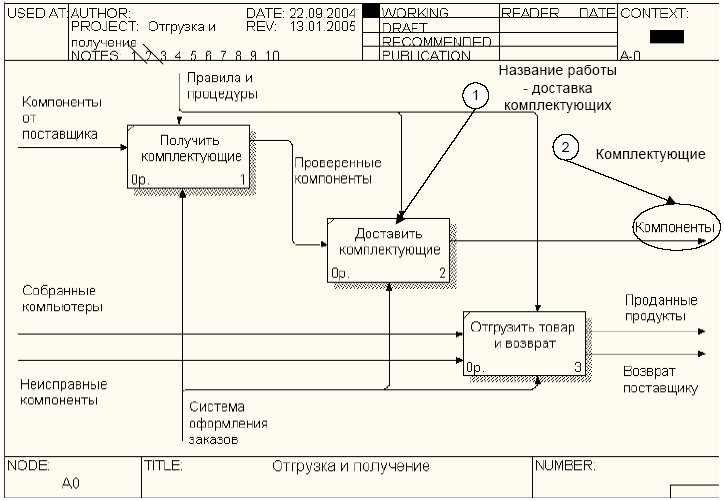 USED AT:
AUTHOR:
DATE: 22.09.2004
WORKING
READER
DATE
CONTEXT:
PROJECT: Отгрузка и
получение
REV: 13.01.2005
DRAFT
RECOMMENDED
NOTES: 1 2 3 4 5 6 7 8 9 10
PUBLICATION
A-0
Правила и
процедуры
Название работы
- доставка
комплектующих
1
Компоненты
от
поставщика
Получить
комплектующие
0р.
1
2
Комплектующие
Проверенные
компоненты
Компоненты
Доставить
комплектующие
0р.
2
Собранные
компьютеры
Проданные
продукты
Отгрузить товар
и возврат
0р.
3
Неисправные
компоненты
Возврат
поставщику
Система
оформления
заказов
NODE:
A0
TITLE:
Отгрузка и получение
NUMBER: